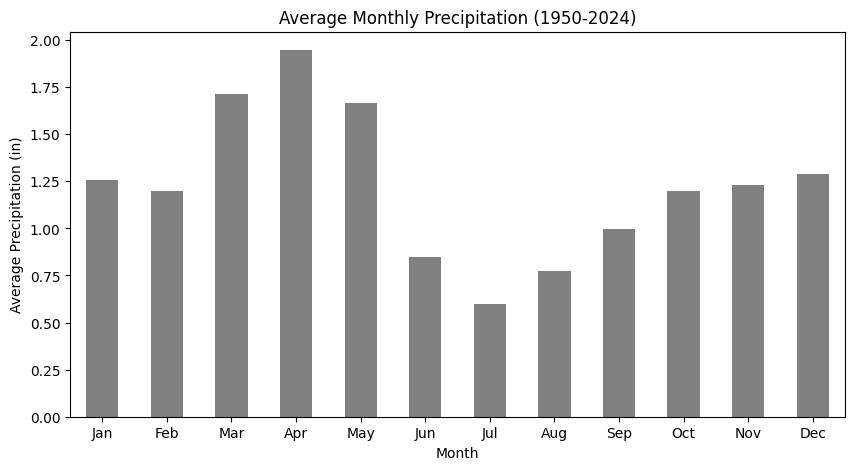 Average Monthly Precipitation (1950-2024)
Average Precipitation (in)
2.00
1.75
1.50
1.25
1.00
0.75
0.50
0.25
0.00
Jan Feb Mar Apr May Jun Jul Aug Sep Oct Nov Dec
Month